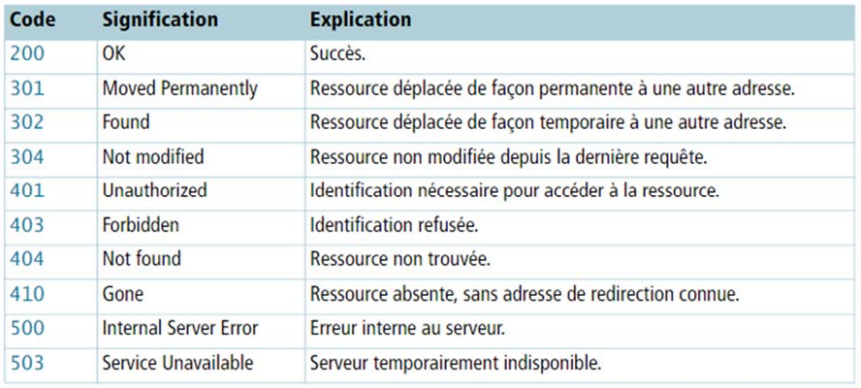 Code Signification Explication
200 OK Succès.
301 Moved Permanently Ressource déplacée de façon permanente à une autre adresse.
302 Found Ressource déplacée de façon temporaire à une autre adresse.
304 Not modified Ressource non modifiée depuis la dernière requête.
401 Unauthorized Identification nécessaire pour accéder à la ressource.
403 Forbidden Identification refusée.
404 Not found Ressource non trouvée.
410 Gone Ressource absente, sans adresse de redirection connue.
500 Internal Server Error Erreur interne au serveur.
503 Service Unavailable Serveur temporairement indisponible.